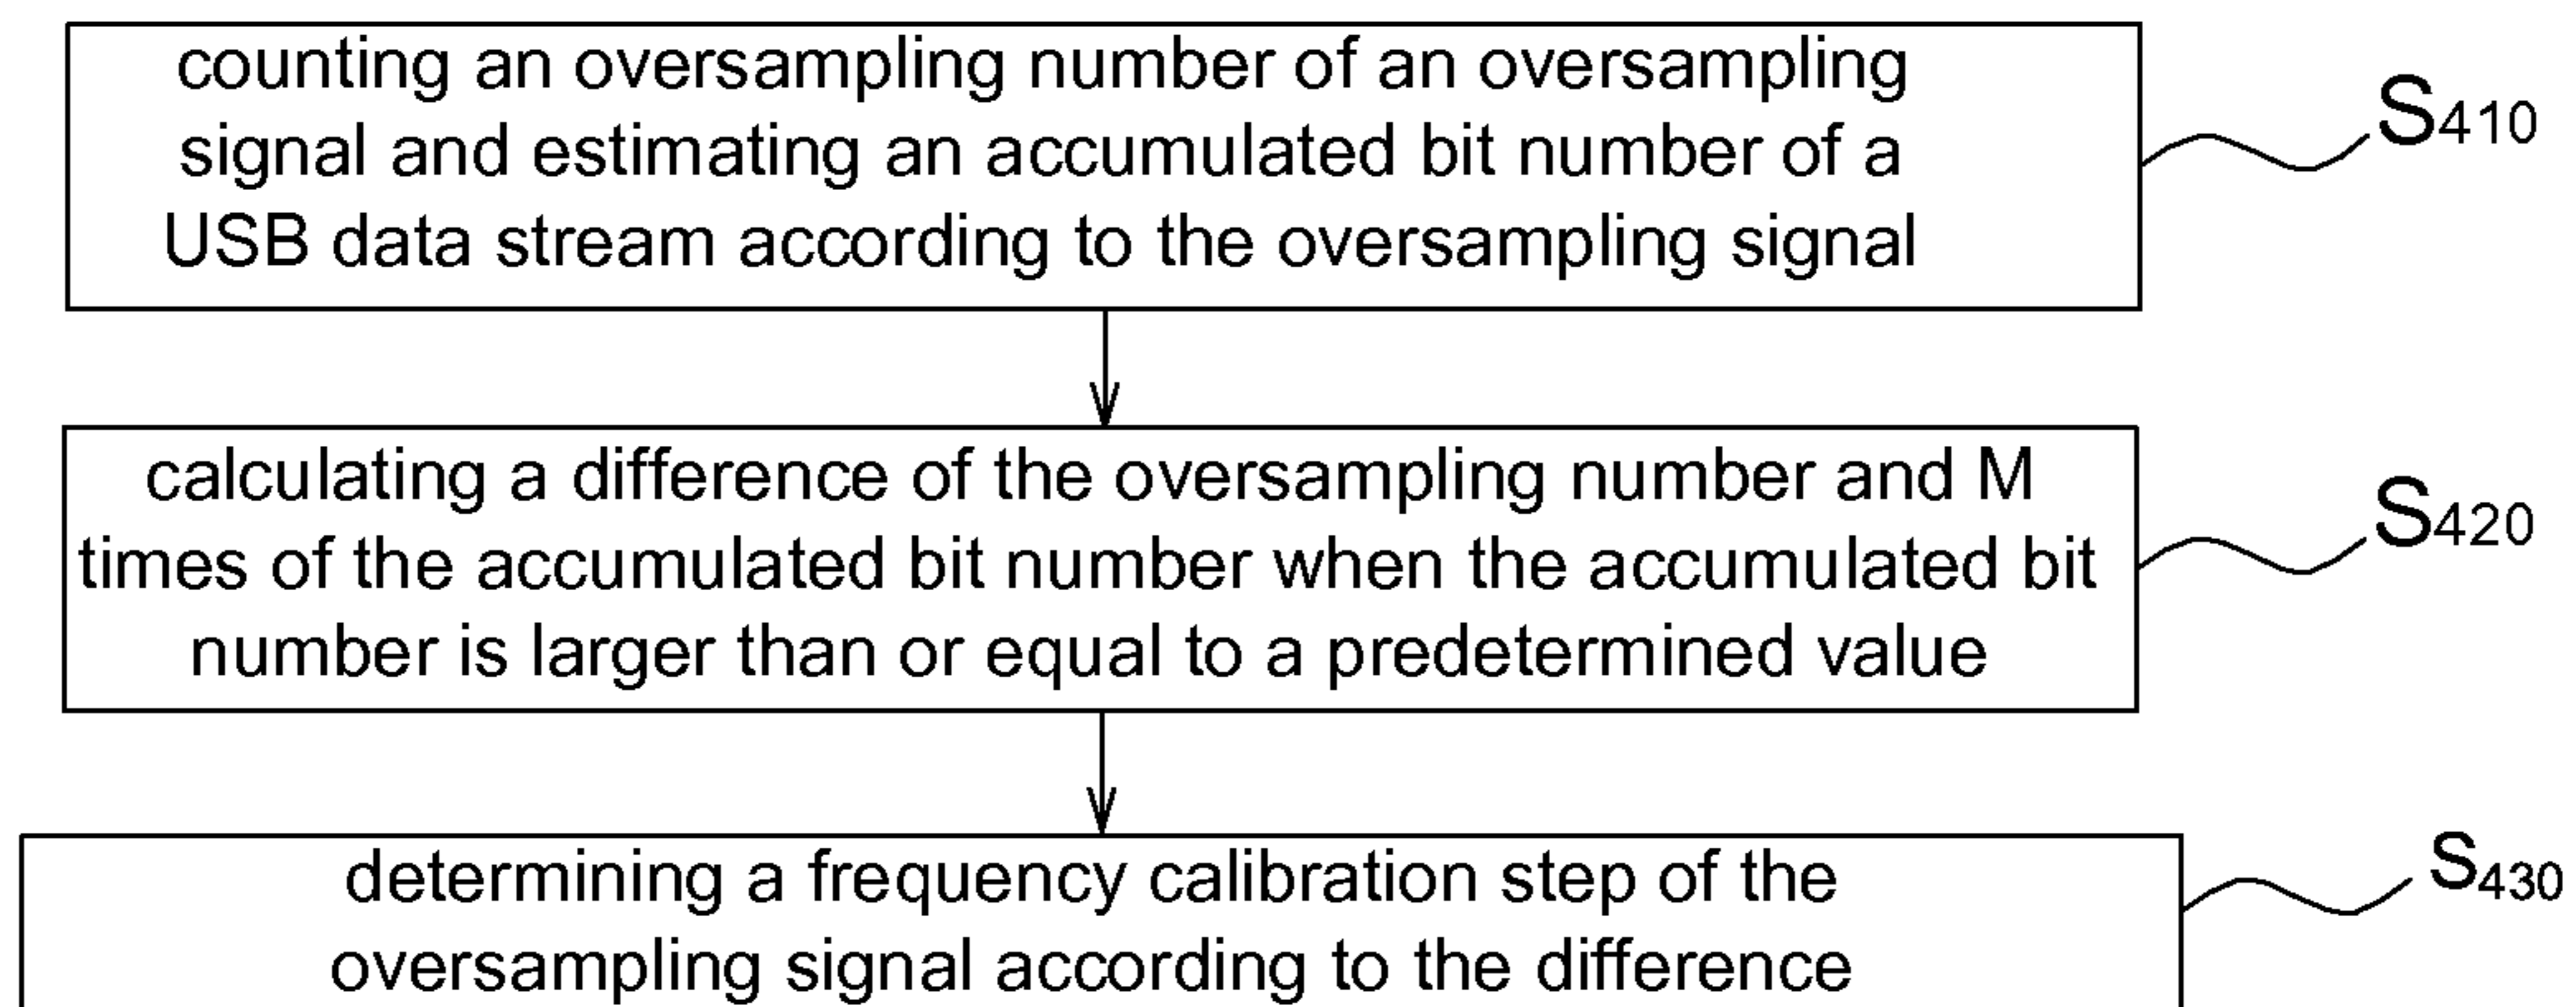 counting an oversampling number of an oversampling
signal and estimating an accumulated bit number of a
USB data stream according to the oversampling signal
S410
calculating a difference of the oversampling number and M
times of the accumulated bit number when the accumulated bit
number is larger than or equal to a predetermined value
S420
determining a frequency calibration step of the
oversampling signal according to the difference
S430